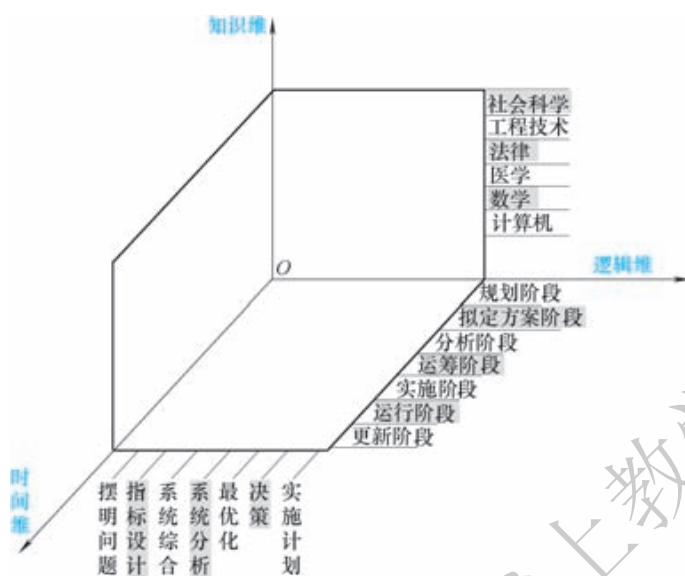 知识维
社会科学
工程技术
法律
医学
数学
计算机
O
逻辑维
规划阶段
拟定方案阶段
分析阶段
运筹阶段
实施阶段
运行阶段
更新阶段
时间维
摆明问题
指标设计
系统综合
系统分析
最优化
决策
实施计划
上教